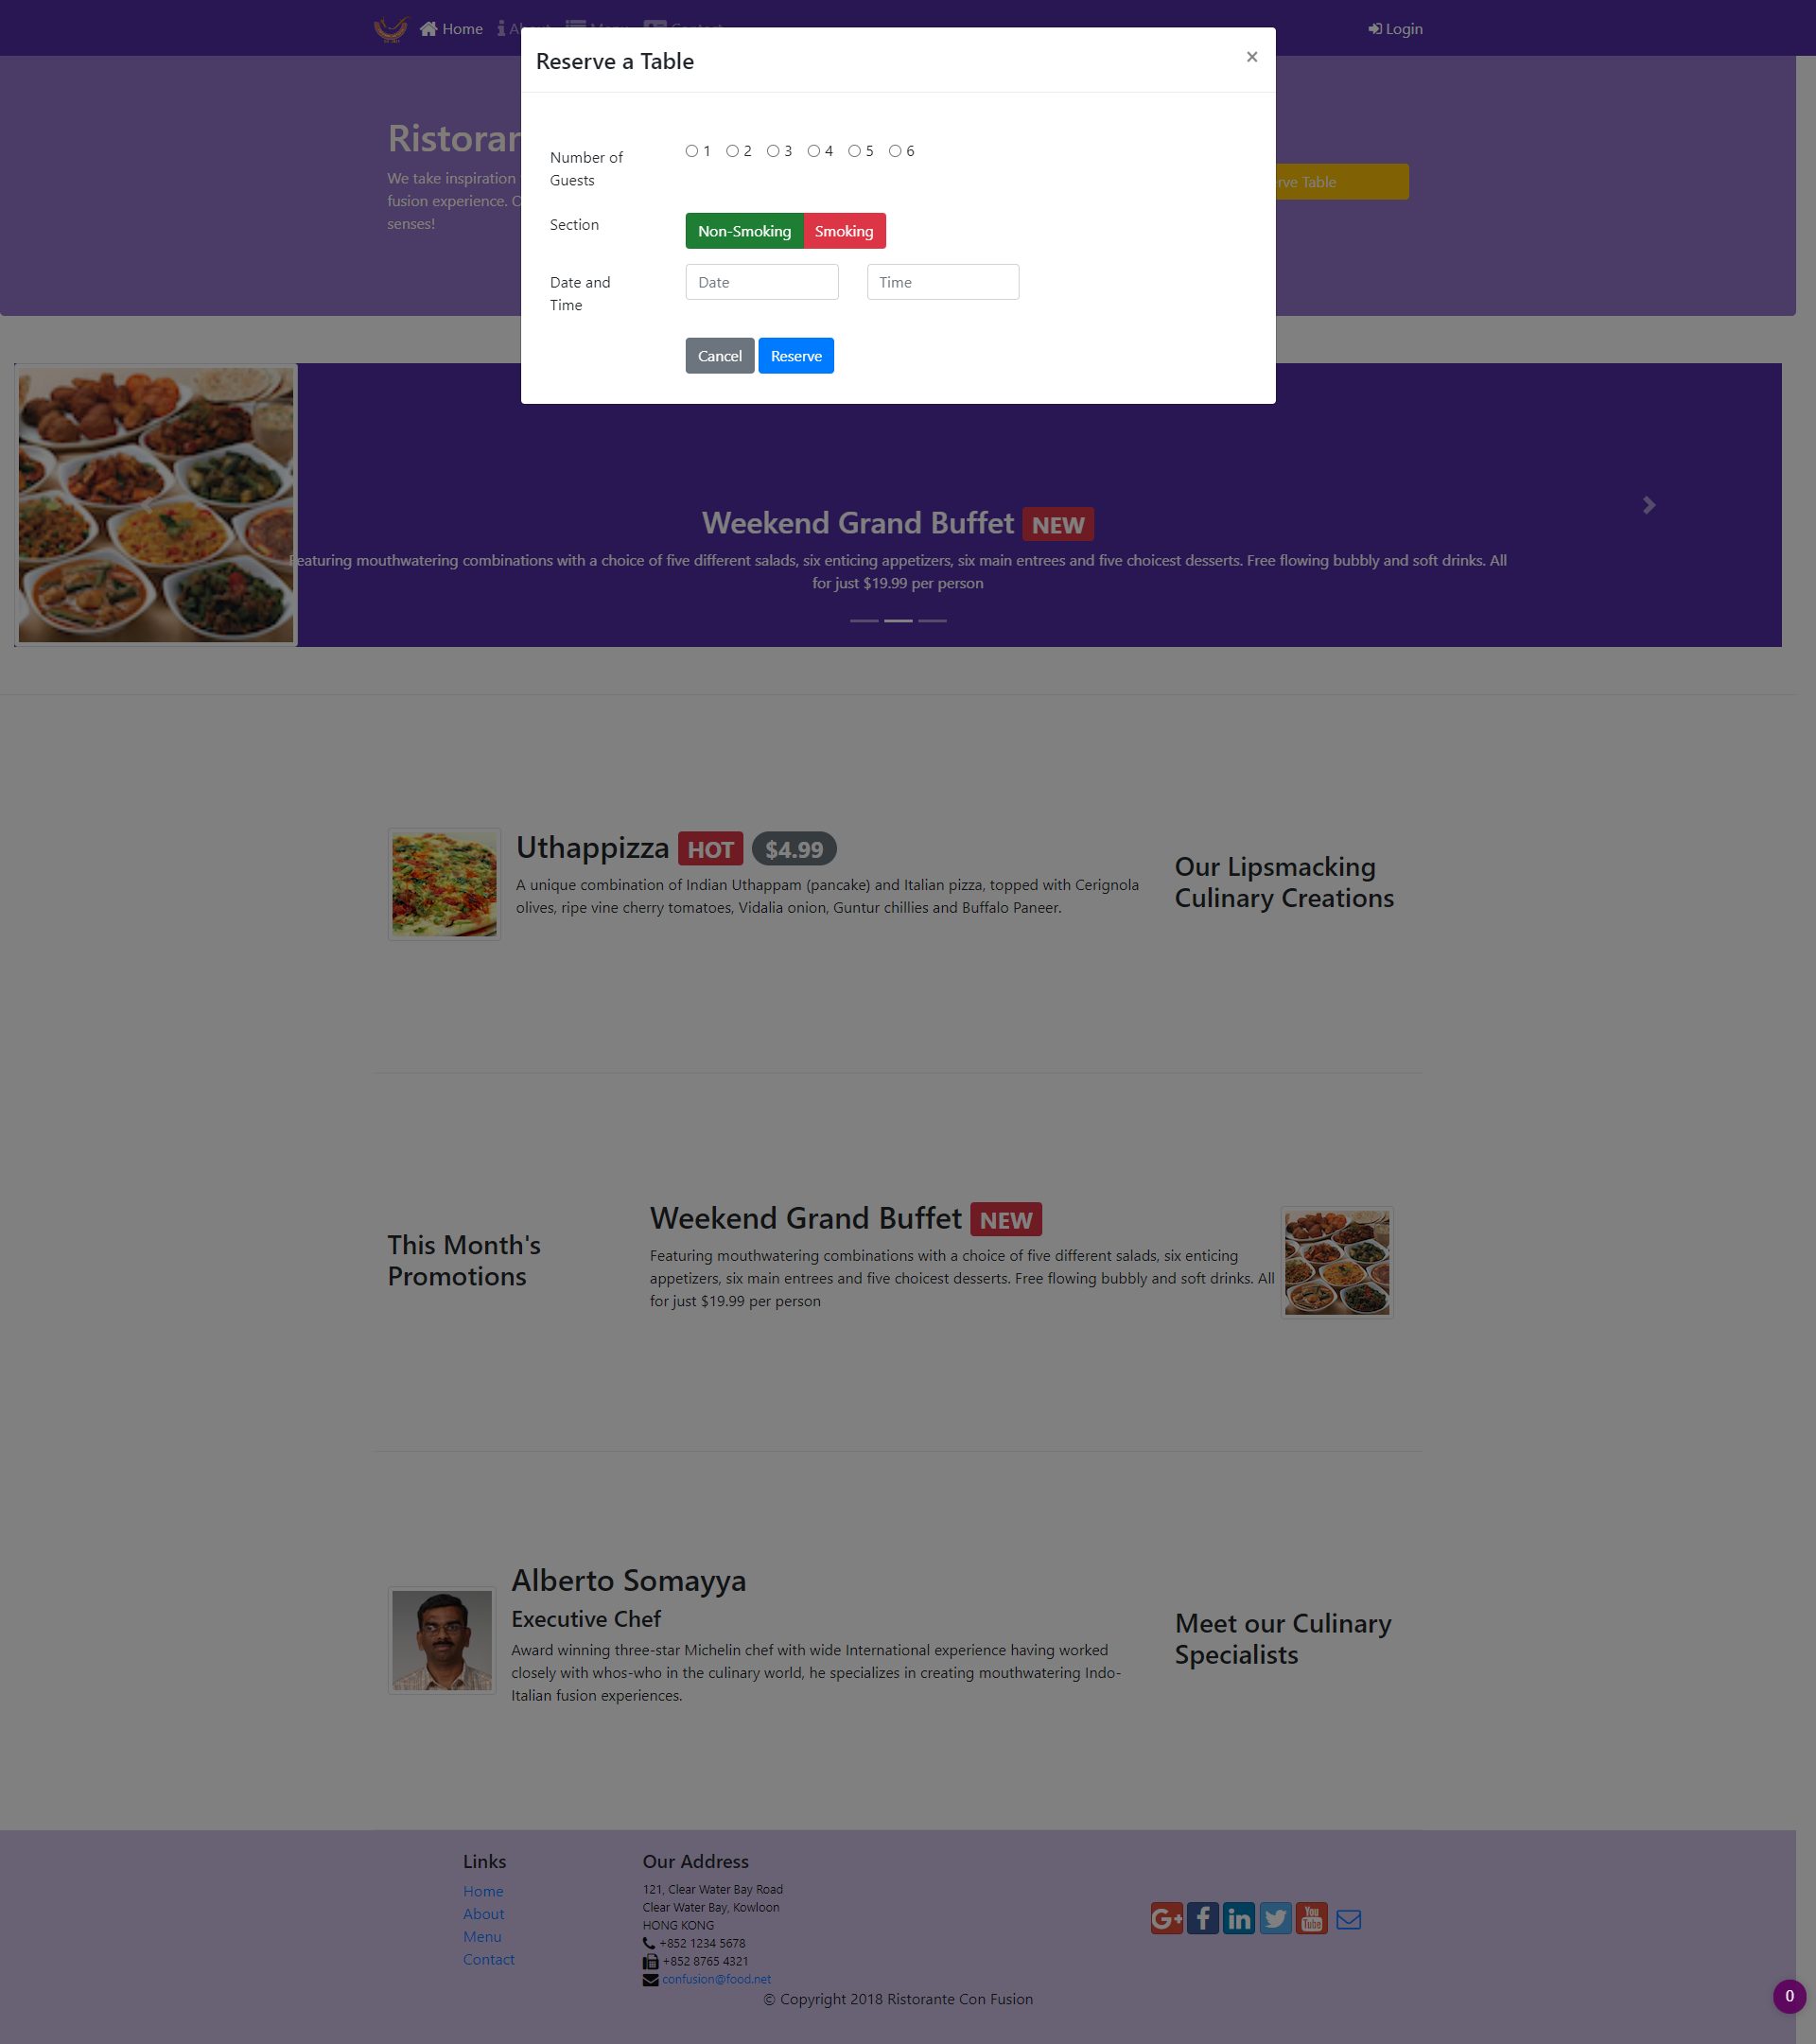 Home
Login
Reserve a Table
×
Number of
Guests
1 2 3 4 5 6
Section
Non-Smoking Smoking
Date and
Time
Date Time
Cancel Reserve
We take inspiration
fusion experience.
senses!
Table
Weekend Grand Buffet NEW
Featuring mouthwatering combinations with a choice of five different salads, six enticing appetizers, six main entrees and five choicest desserts. Free flowing bubbly and soft drinks. All
for just $19.99 per person
Uthappizza HOT $4.99
A unique combination of Indian Uthappam (pancake) and Italian pizza, topped with Cerignola
olives, ripe vine cherry tomatoes, Vidalia onion, Guntur chillies and Buffalo Paneer.
Our Lipsmacking
Culinary Creations
This Month's
Promotions
Weekend Grand Buffet NEW
Featuring mouthwatering combinations with a choice of five different salads, six enticing
appetizers, six main entrees and five choicest desserts. Free flowing bubbly and soft drinks. All
for just $19.99 per person
Alberto Somayya
Executive Chef
Award winning three-star Michelin chef with wide International experience having worked
closely with whos-who in the culinary world, he specializes in creating mouthwatering Indo-
Italian fusion experiences.
Meet our Culinary
Specialists
Links
Home
About
Menu
Contact
Our Address
121, Clear Water Bay Road
Clear Water Bay, Kowloon
HONG KONG
+852 1234 5678
+852 8765 4321
confusion@food.net
G+ f in You Tube
© Copyright 2018 Ristorante Con Fusion
0